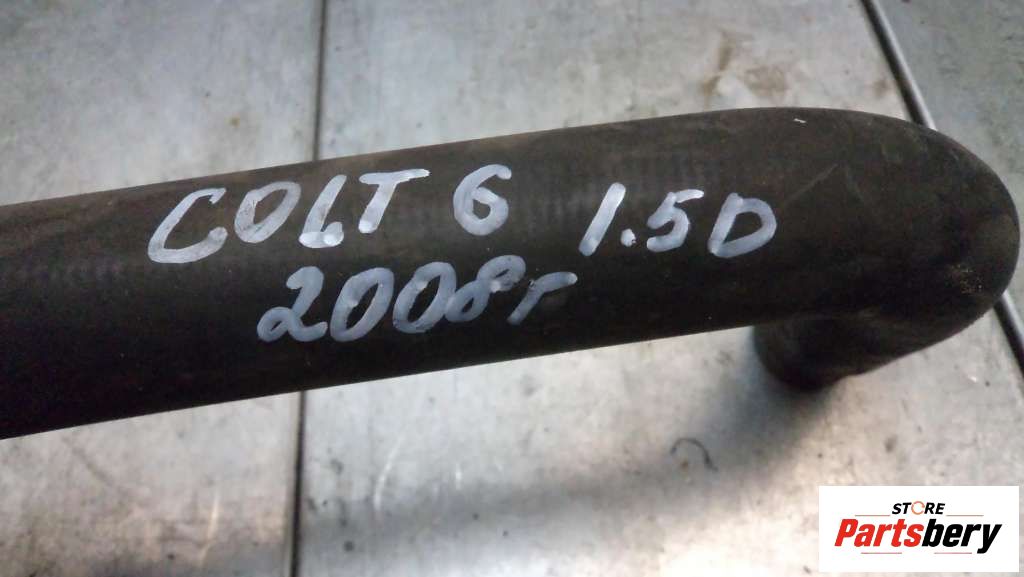 COLT 6 1.5D
2008г
STORE
Partsbery